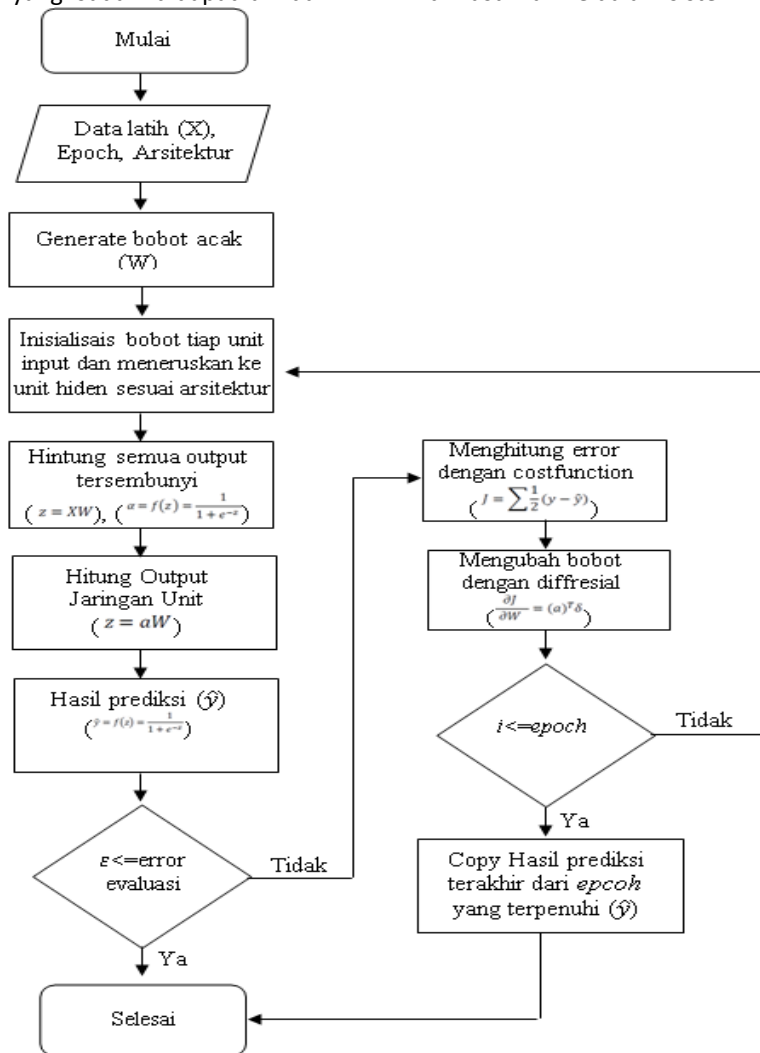 Mulai
Data latih (X),
Epoch, Arsitektur
Generate bobot acak
(W)
Inisialisais bobot tiap unit
input dan meneruskan ke
unit hiden sesuai arsitektur
Hintung semua output
tersembunyi
( z = XW), ( a = f(z) = 1 / (1 + e^{-z}) )
Hitung Output
Jaringan Unit
( z = aW )
Hasil prediksi (ŷ)
( ŷ = f(z) = 1 / (1 + e^{-z}) )
ε<=error
evaluasi
Tidak
Ya
Selesai
Menghitung error
dengan costfunction
( J = ∑ 1/2 (y − ŷ) )
Mengubah bobot
dengan diffresial
( ∂J/∂W = (a)^T δ )
i<=epoch
Tidak
Ya
Copy Hasil prediksi
terakhir dari epcoh
yang terpenuhi (ŷ)